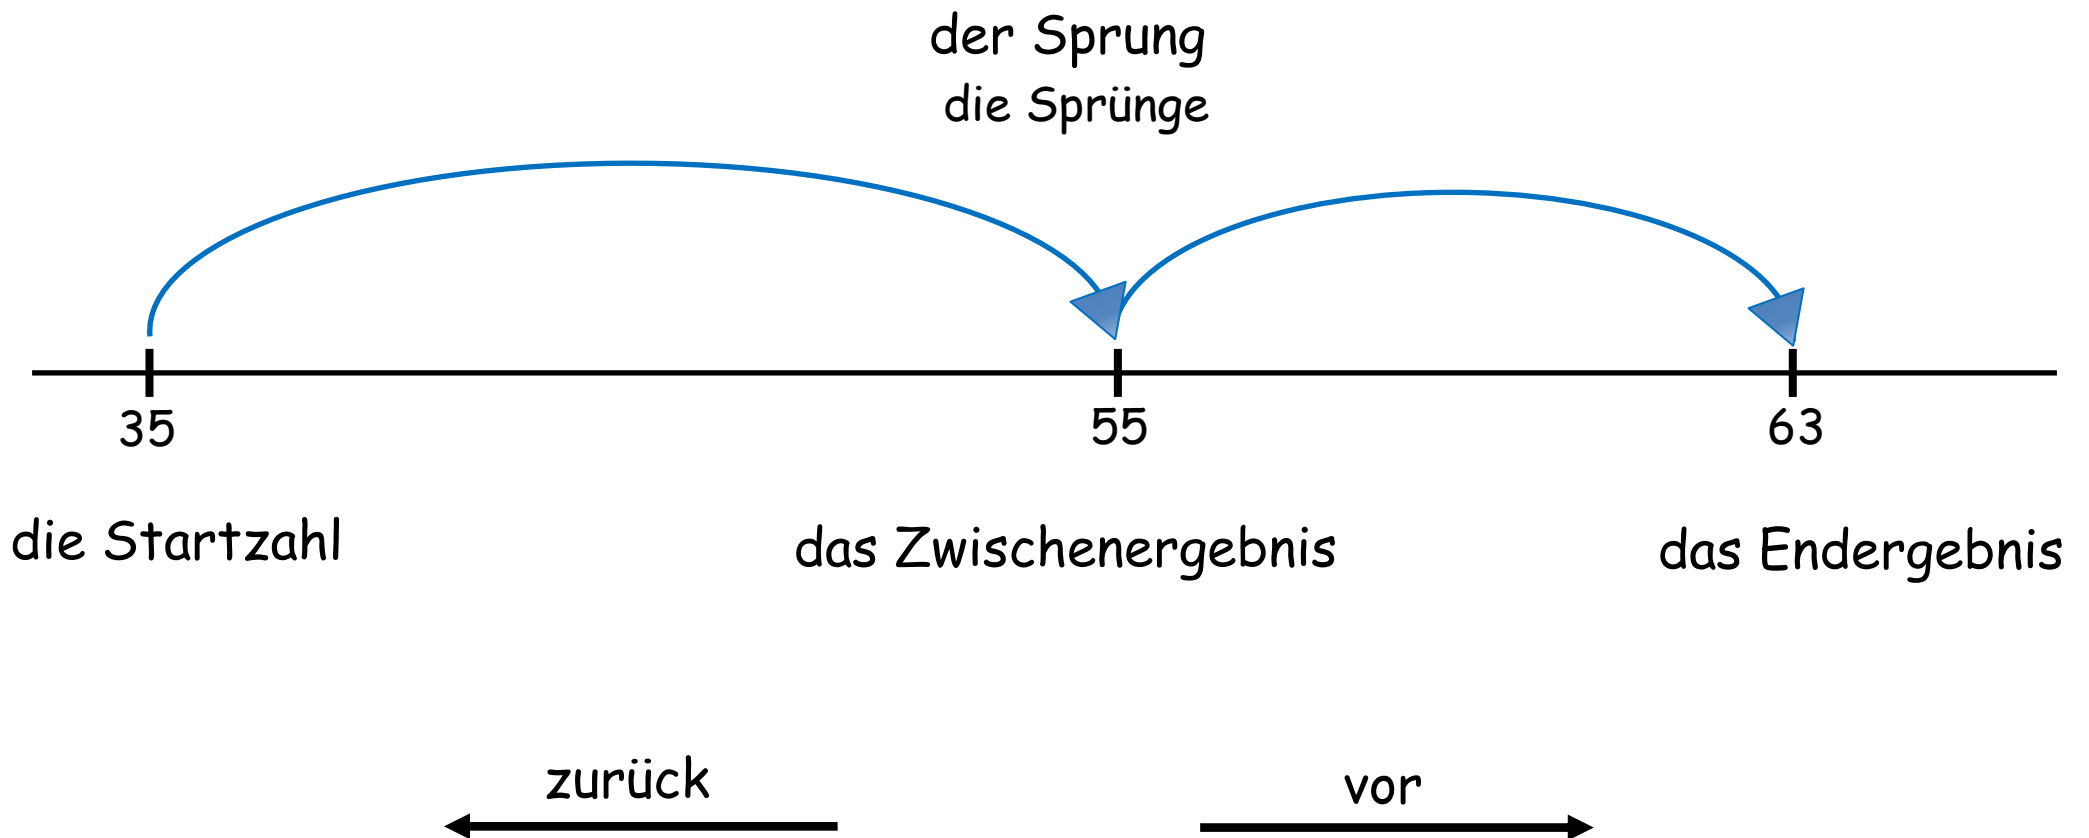 der Sprung
die Sprünge
35 55 63
die Startzahl das Zwischenergebnis das Endergebnis
zurück vor